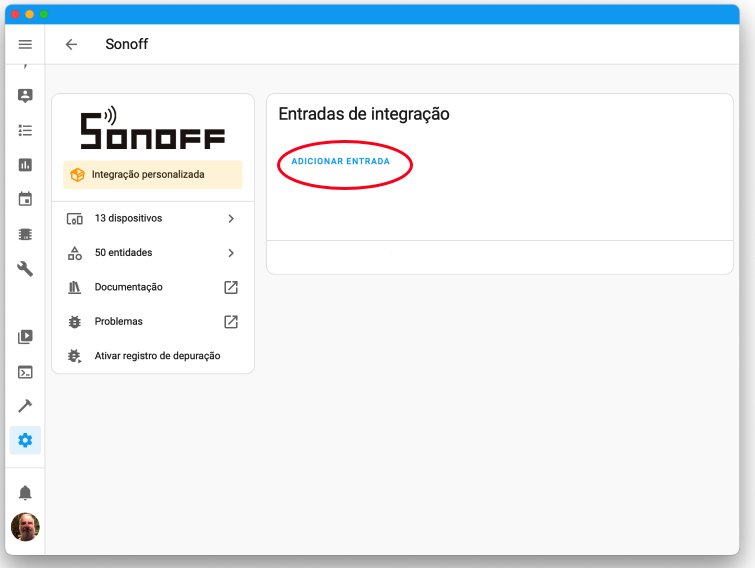 Sonoff
SONOFF
Integração personalizada
13 dispositivos
50 entidades
Documentação
Problemas
Ativar registro de depuração
Entradas de integração
ADICIONAR ENTRADA